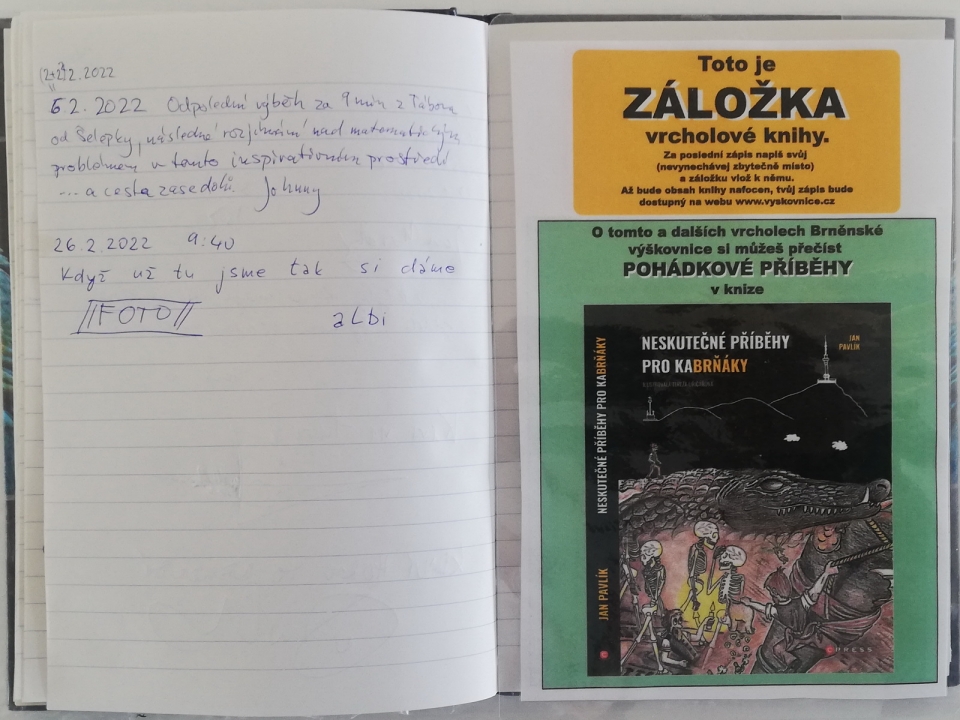 6.2. 2022 Odpolední výběh za 9 min z Tábora
od Šelepky, následné rozjímání nad matematickým
problémem v tomto inspirativním prostředí
... a cesta zase dolů. Johnny
26.2.2022 9:40
Když už tu jsme tak si dáme
FOTO albi
Toto je
ZÁLOŽKA
vrcholové knihy.
Za poslední zápis napiš svůj
(nevynechávej zbytečně místo)
a záložku vlož k němu.
Až bude obsah knihy nafocen, tvůj zápis bude
dostupný na webu www.vyskovnice.cz
O tomto a dalších vrcholech Brněnské
výškovnice si můžeš přečíst
POHÁDKOVÉ PŘÍBĚHY
v knize
NESKUTEČNÉ PŘÍBĚHY
PRO KABRŇÁKY
JAN
PAVLÍK
NESKUTEČNÉ PŘÍBĚHY PRO KABRŇÁKY
JAN PAVLÍK
CPRESS